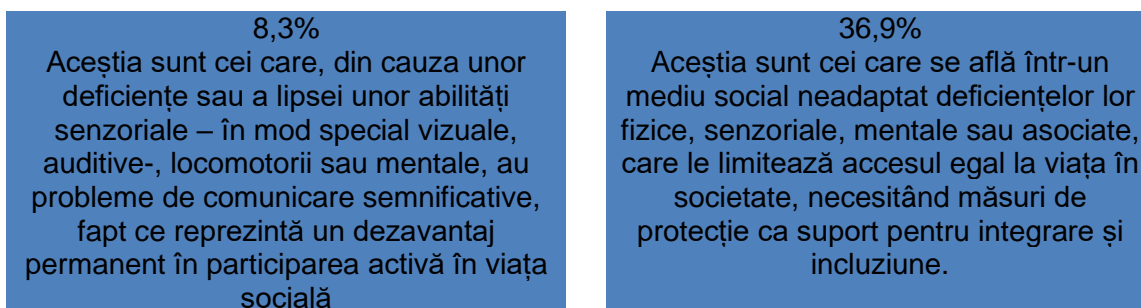 8,3%
Aceștia sunt cei care, din cauza unor
deficiențe sau a lipsei unor abilități
senzoriale – în mod special vizuale,
auditive-, locomotorii sau mentale, au
probleme de comunicare semnificative,
fapt ce reprezintă un dezavantaj
permanent în participarea activă în viața
socială
36,9%
Aceștia sunt cei care se află într-un
mediu social neadaptat deficiențelor lor
fizice, senzoriale, mentale sau asociate,
care le limitează accesul egal la viața în
societate, necesitând măsuri de
protecție ca suport pentru integrare și
incluziune.